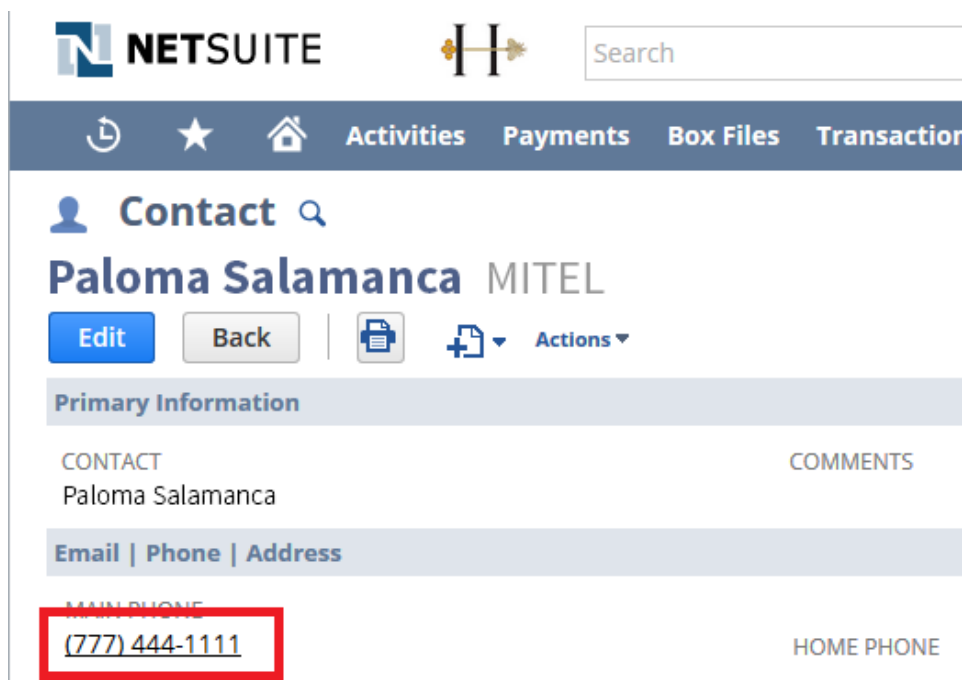 NETSUITE
H
Search
Activities Payments Box Files Transaction
Contact
Paloma Salamanca MITEL
Edit Back Actions
Primary Information
CONTACT COMMENTS
Paloma Salamanca
Email | Phone | Address
MAIN PHONE
(777) 444-1111 HOME PHONE